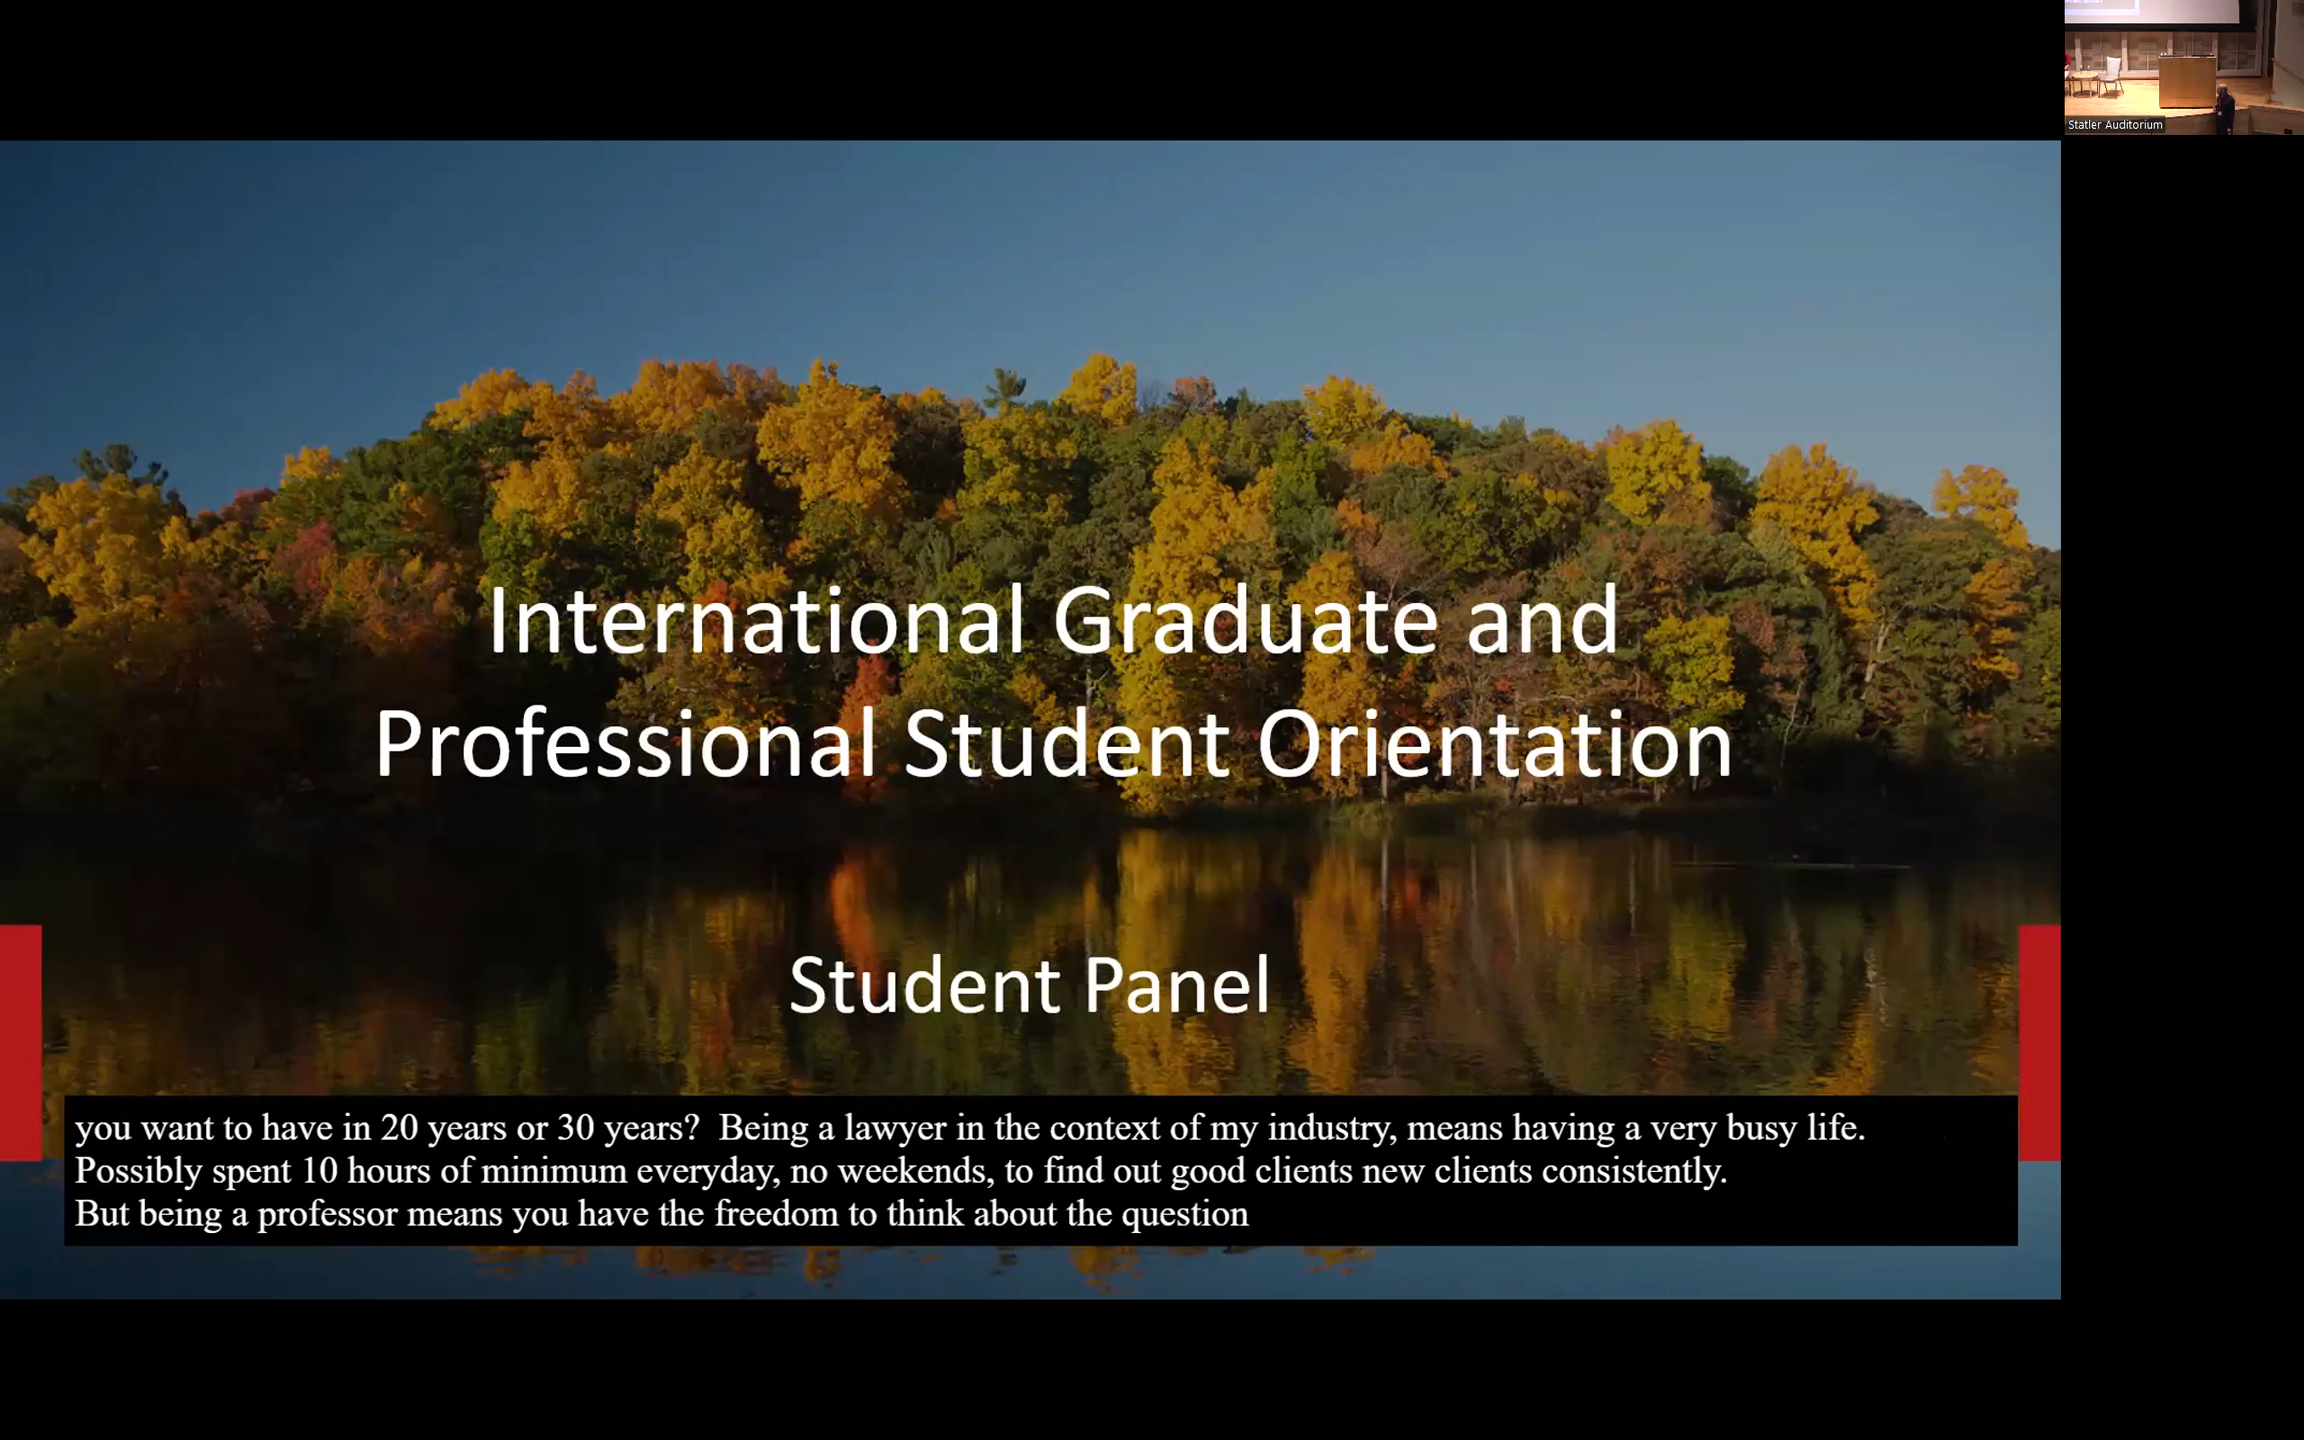 Statler Auditorium
International Graduate and
Professional Student Orientation
Student Panel
you want to have in 20 years or 30 years?  Being a lawyer in the context of my industry, means having a very busy life.
Possibly spent 10 hours of minimum everyday, no weekends, to find out good clients new clients consistently.
But being a professor means you have the freedom to think about the question